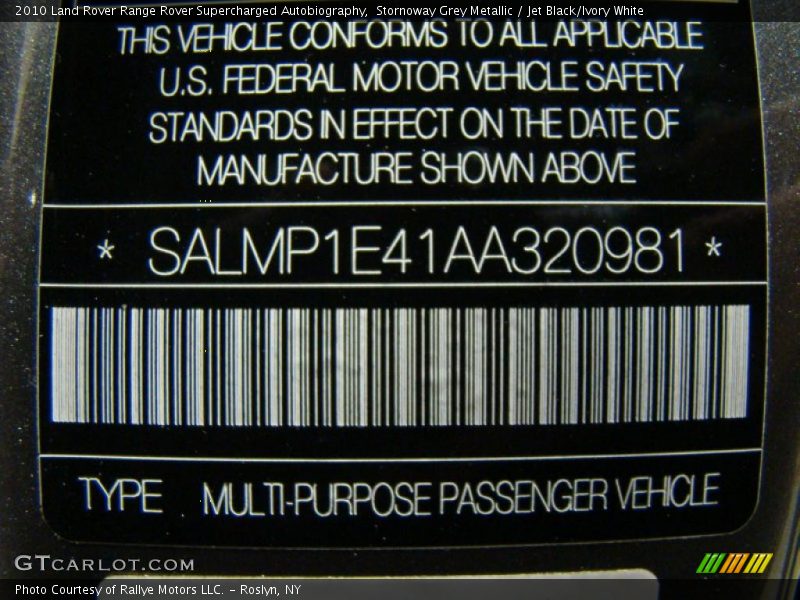 2010 Land Rover Range Rover Supercharged Autobiography,  Stornoway Grey Metallic / Jet Black/Ivory White
THIS VEHICLE CONFORMS TO ALL APPLICABLE
U.S. FEDERAL MOTOR VEHICLE SAFETY
STANDARDS IN EFFECT ON THE DATE OF
MANUFACTURE SHOWN ABOVE
* SALMP1E41AA320981 *
TYPE MULTI-PURPOSE PASSENGER VEHICLE
GTCARLOT.COM
Photo Courtesy of Rallye Motors LLC. - Roslyn, NY